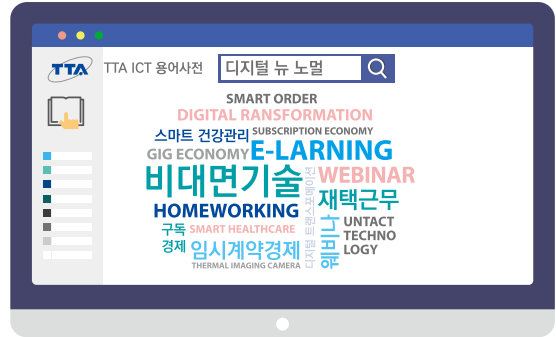 TTA TTA ICT 용어사전 디지털 뉴 노멀
SMART ORDER
DIGITAL RANSFORMATION
스마트 건강관리 SUBSCRIPTION ECONOMY
GIG ECONOMY E-LARNING
비대면기술
디지털 트랜스포메이션
WEBINAR
재택근무
HOMEWORKING
구독
경제
SMART HEALTHCARE
임시계약경제
THERMAL IMAGING CAMERA
웨비나
UNTACT
TECHNO
LOGY